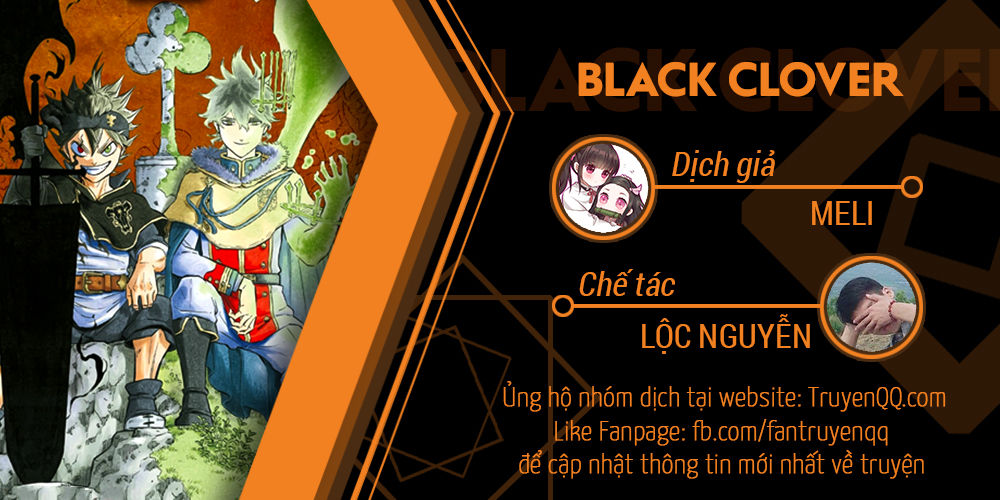 BLACK CLOVER
Dịch giả
MELI
Chế tác
LỘC NGUYỄN
Ủng hộ nhóm dịch tại website: TruyenQQ.com
Like Fanpage: fb.com/fantruyenqq
để cập nhật thông tin mới nhất về truyện